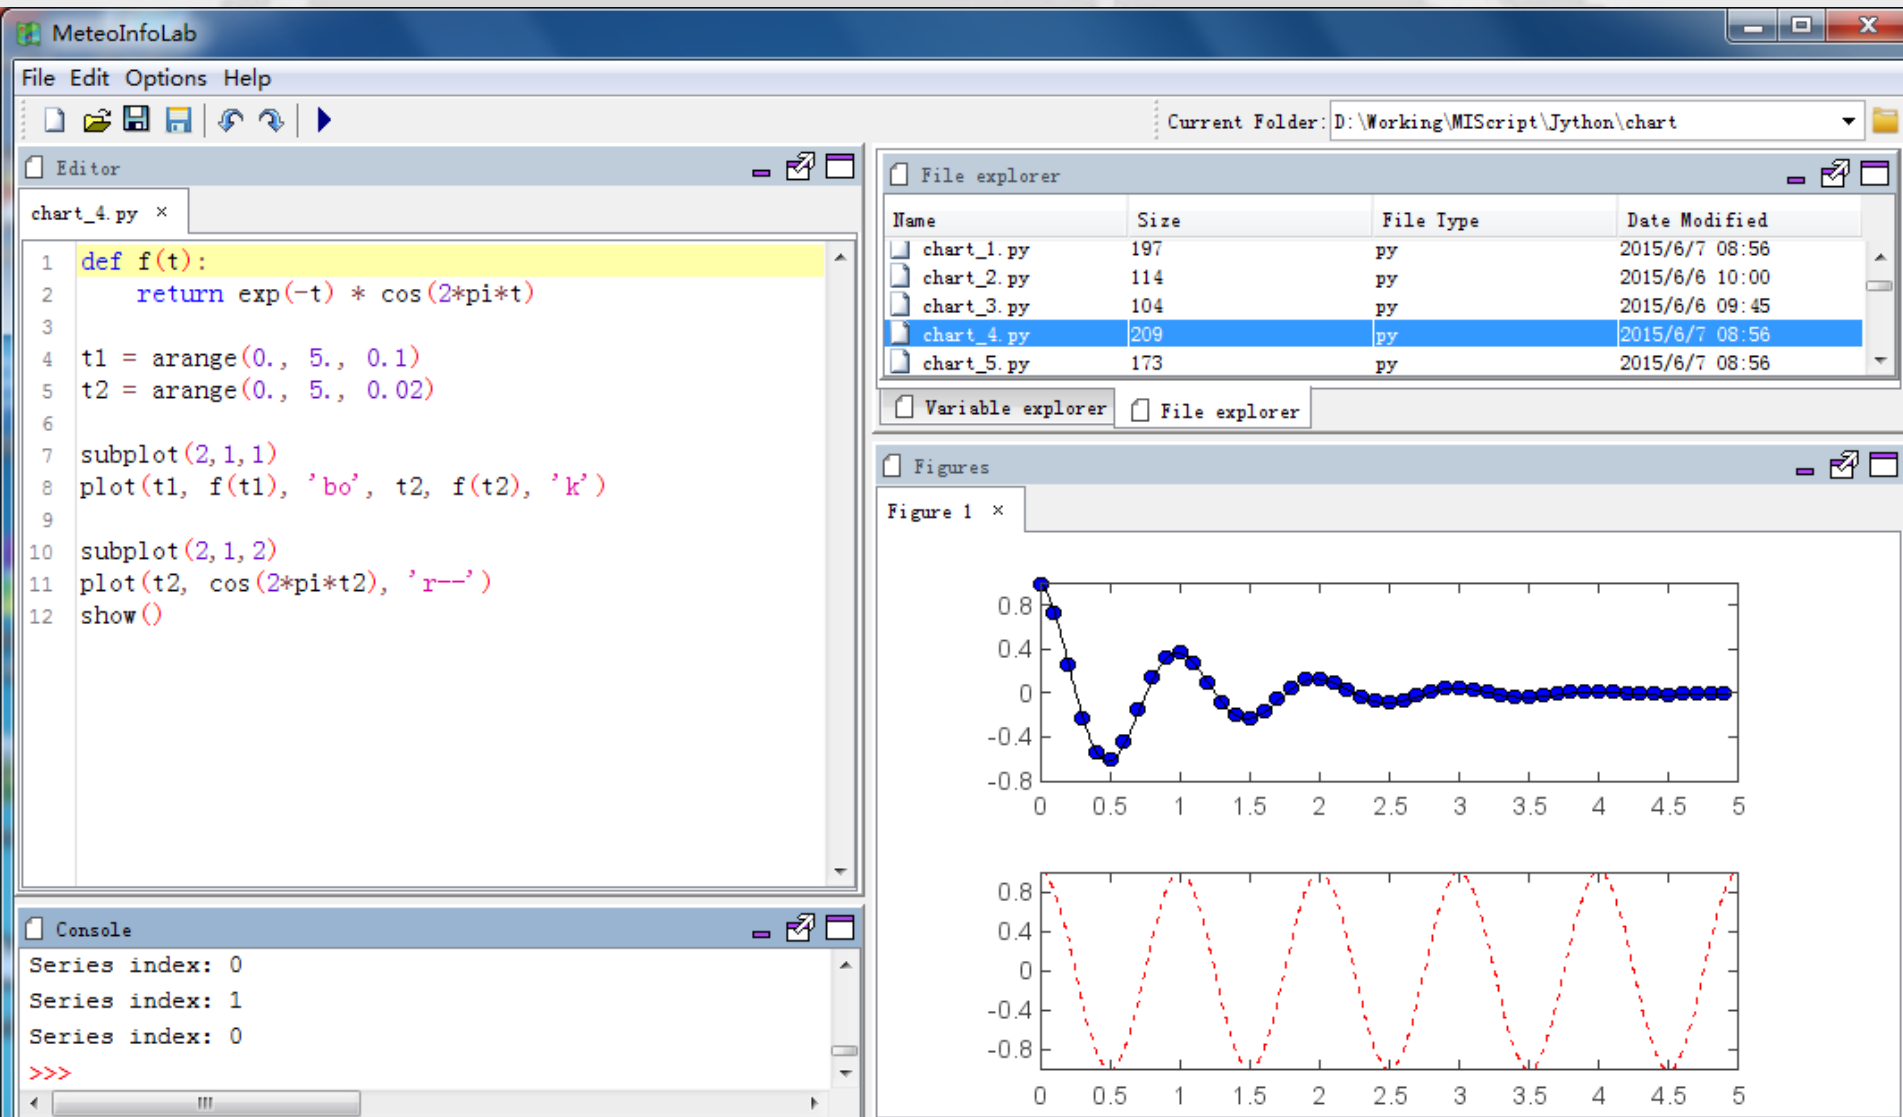 MeteoInfoLab
File Edit Options Help
Current Folder: D:\Working\MIScript\Jython\chart
Editor
chart_4.py ×
1 def f(t):
2     return exp(-t) * cos(2*pi*t)
3
4 t1 = arange(0., 5., 0.1)
5 t2 = arange(0., 5., 0.02)
6
7 subplot(2,1,1)
8 plot(t1, f(t1), 'bo', t2, f(t2), 'k')
9
10 subplot(2,1,2)
11 plot(t2, cos(2*pi*t2), 'r--')
12 show()
Console
Series index: 0
Series index: 1
Series index: 0
>>>
File explorer
Name Size File Type Date Modified
chart_1.py 197 py 2015/6/7 08:56
chart_2.py 114 py 2015/6/6 10:00
chart_3.py 104 py 2015/6/6 09:45
chart_4.py 209 py 2015/6/7 08:56
chart_5.py 173 py 2015/6/7 08:56
Variable explorer File explorer
Figures
Figure 1 ×
0.8
0.4
0
-0.4
-0.8
0 0.5 1 1.5 2 2.5 3 3.5 4 4.5 5
0.8
0.4
0
-0.4
-0.8
0 0.5 1 1.5 2 2.5 3 3.5 4 4.5 5